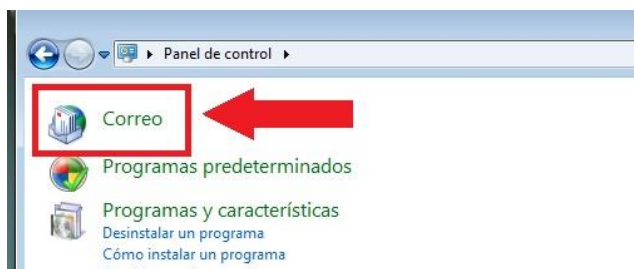 Panel de control
Correo
Programas predeterminados
Programas y características
Desinstalar un programa
Cómo instalar un programa